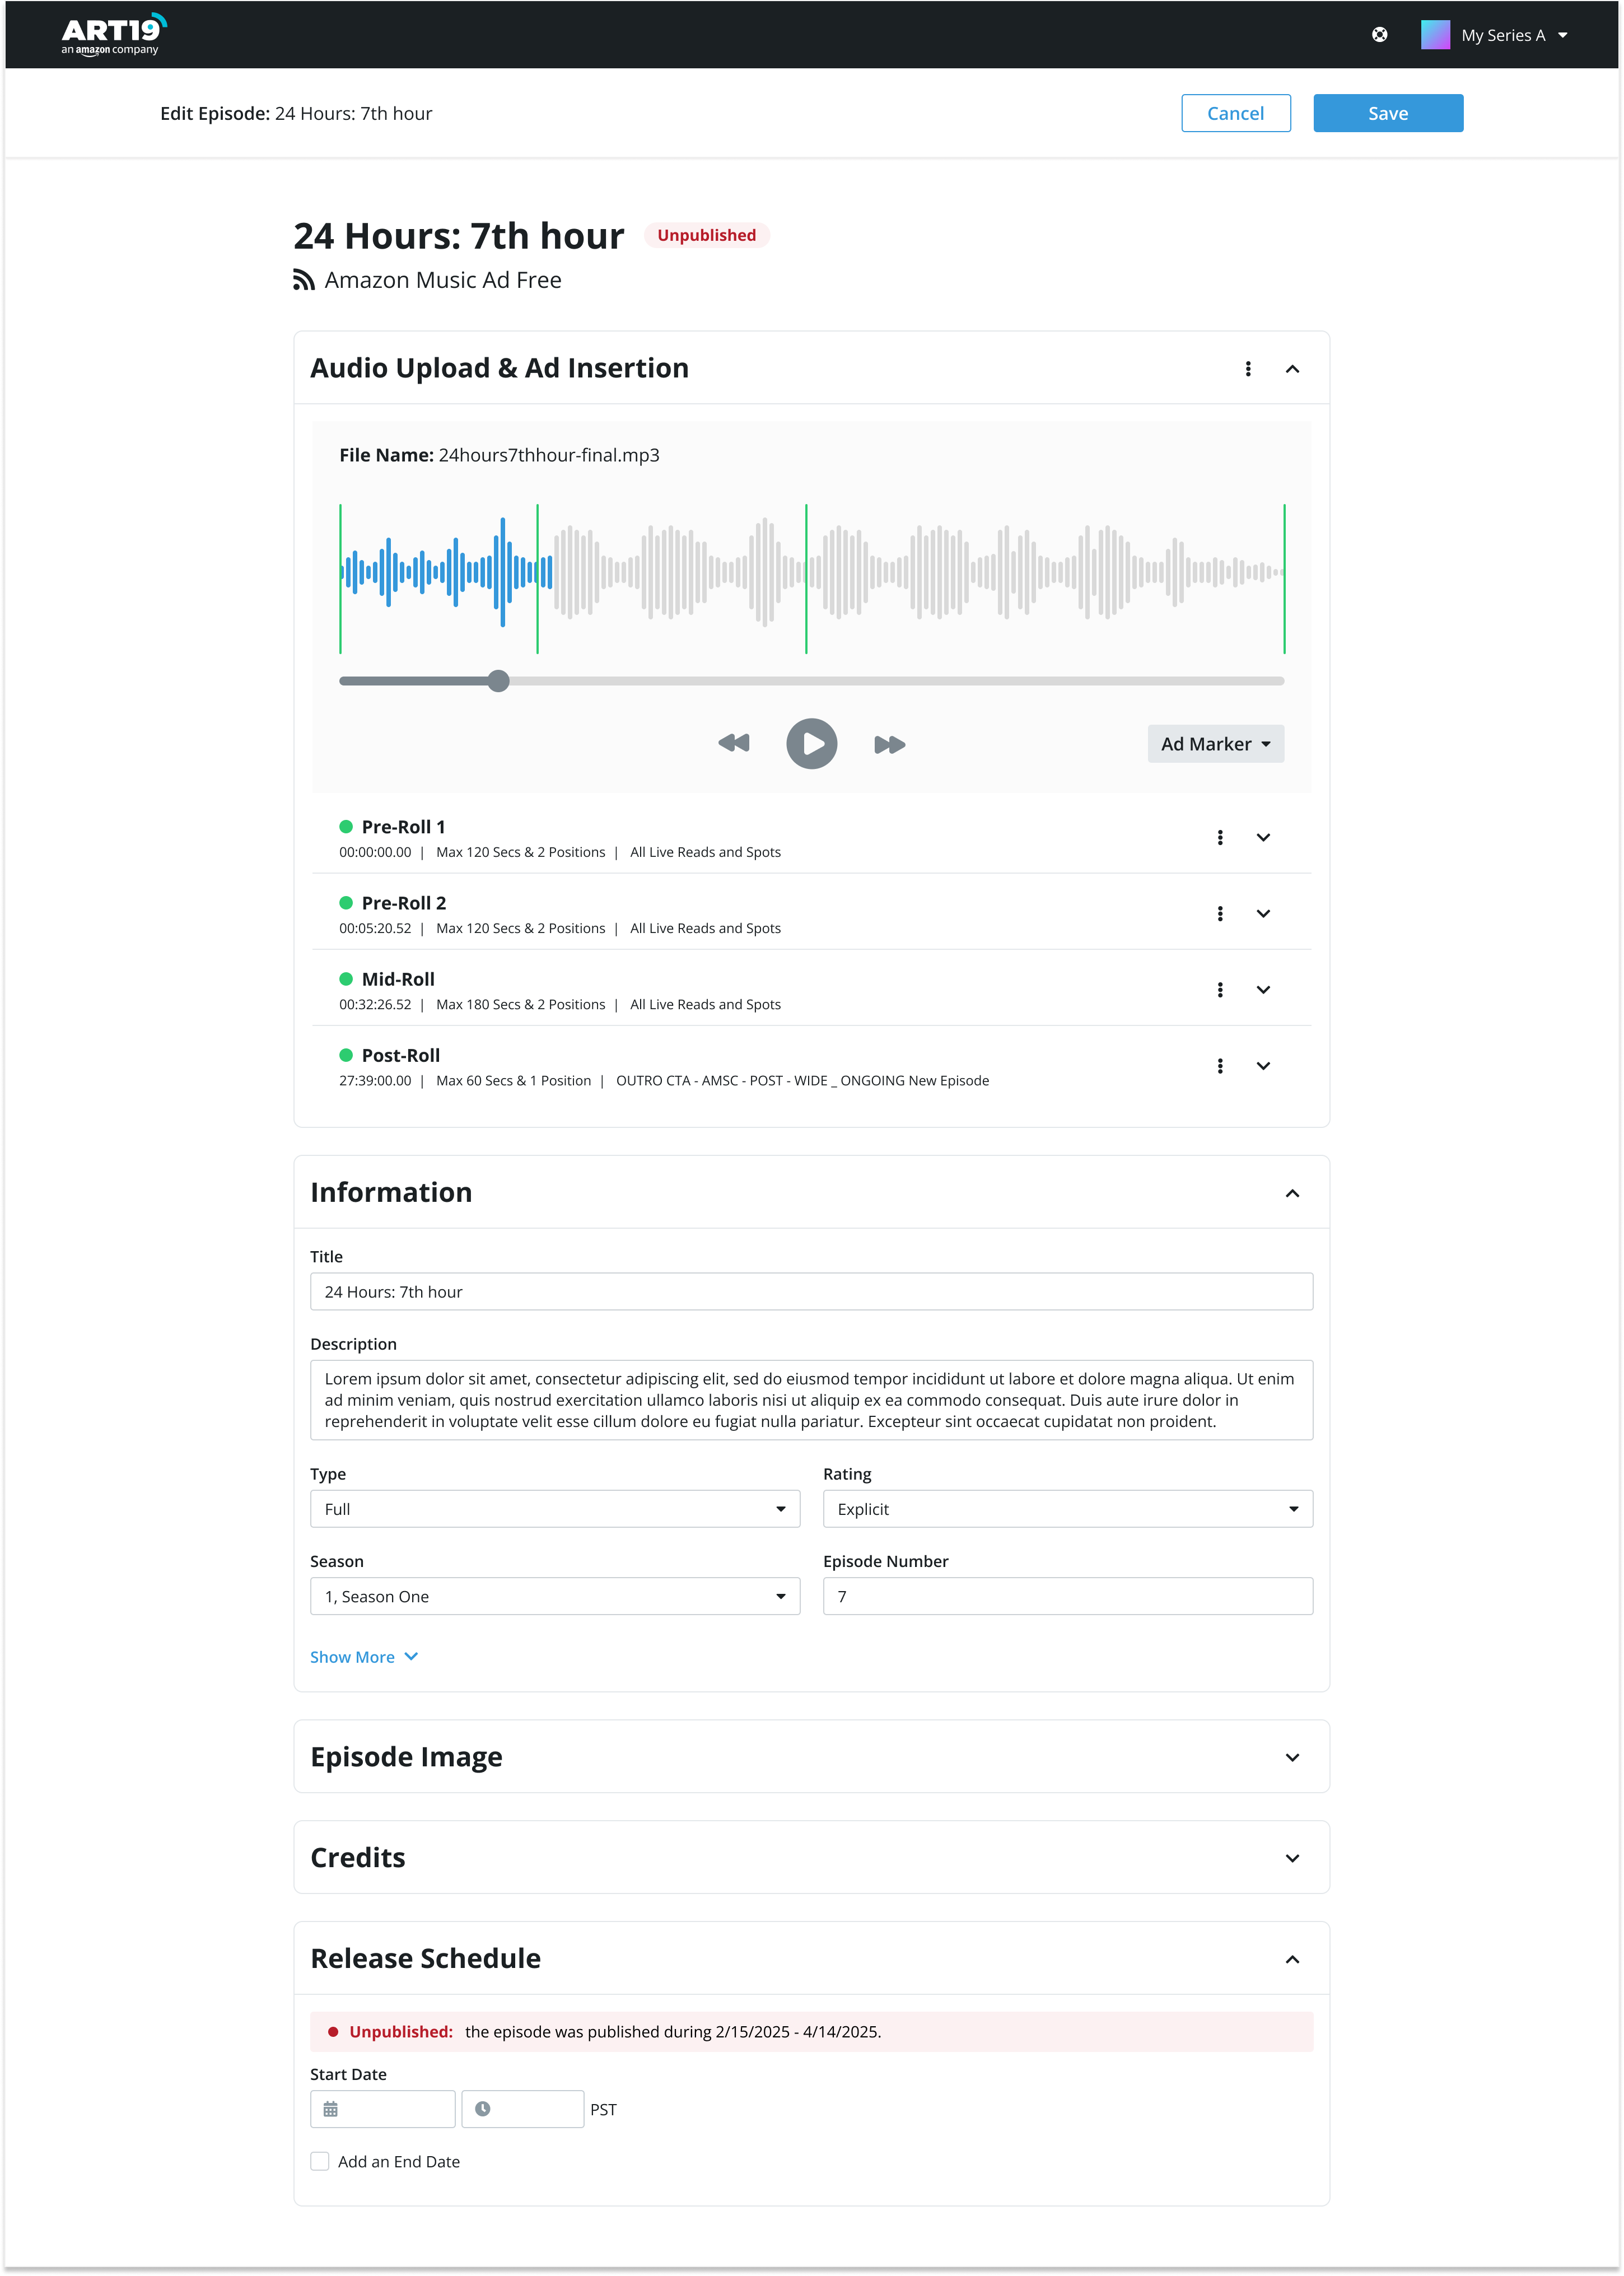 ART19
an amazon company
My Series A
Edit Episode: 24 Hours: 7th hour
Cancel
Save
24 Hours: 7th hour
Unpublished
Amazon Music Ad Free
Audio Upload & Ad Insertion
File Name: 24hours7thhour-final.mp3
Ad Marker
Pre-Roll 1
00:00:00.00 | Max 120 Secs & 2 Positions | All Live Reads and Spots
Pre-Roll 2
00:05:20.52 | Max 120 Secs & 2 Positions | All Live Reads and Spots
Mid-Roll
00:32:26.52 | Max 180 Secs & 2 Positions | All Live Reads and Spots
Post-Roll
27:39:00.00 | Max 60 Secs & 1 Position | OUTRO CTA - AMSC - POST - WIDE _ ONGOING New Episode
Information
Title
24 Hours: 7th hour
Description
Lorem ipsum dolor sit amet, consectetur adipiscing elit, sed do eiusmod tempor incididunt ut labore et dolore magna aliqua. Ut enim
ad minim veniam, quis nostrud exercitation ullamco laboris nisi ut aliquip ex ea commodo consequat. Duis aute irure dolor in
reprehenderit in voluptate velit esse cillum dolore eu fugiat nulla pariatur. Excepteur sint occaecat cupidatat non proident.
Type
Rating
Full
Explicit
Season
Episode Number
1, Season One
7
Show More
Episode Image
Credits
Release Schedule
Unpublished: the episode was published during 2/15/2025 - 4/14/2025.
Start Date
PST
Add an End Date